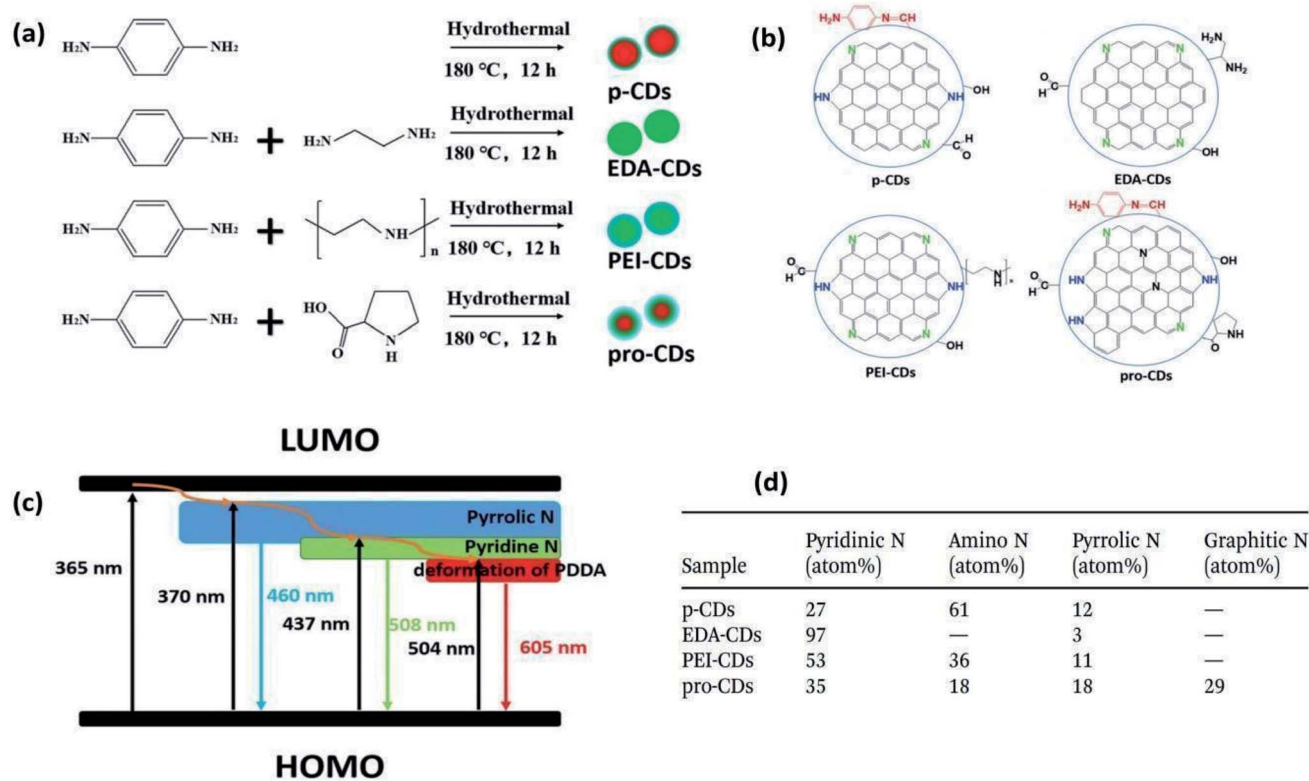 (a)
H₂N NH₂ Hydrothermal
180 °C, 12 h
p-CDs
H₂N NH₂ + H₂N NH₂ Hydrothermal
180 °C, 12 h
EDA-CDs
H₂N NH₂ + NH n Hydrothermal
180 °C, 12 h
PEI-CDs
H₂N NH₂ + HO O N H Hydrothermal
180 °C, 12 h
pro-CDs
(b)
H₂N N=CH
N
HN NH OH
N C H O
p-CDs
N N H₂N NH₂
O H C
N N OH
EDA-CDs
N N
O H C
HN NH N H x
N N OH
PEI-CDs
H₂N N=CH
N N OH
O H C HN N NH
HN N NH
O
pro-CDs
(c)
LUMO
Pyrrolic N
Pyridine N
deformation of PDDA
365 nm
370 nm
460 nm
437 nm
508 nm
504 nm
605 nm
HOMO
(d)
Sample Pyridinic N (atom%) Amino N (atom%) Pyrrolic N (atom%) Graphitic N (atom%)
p-CDs 27 61 12 —
EDA-CDs 97 — 3 —
PEI-CDs 53 36 11 —
pro-CDs 35 18 18 29